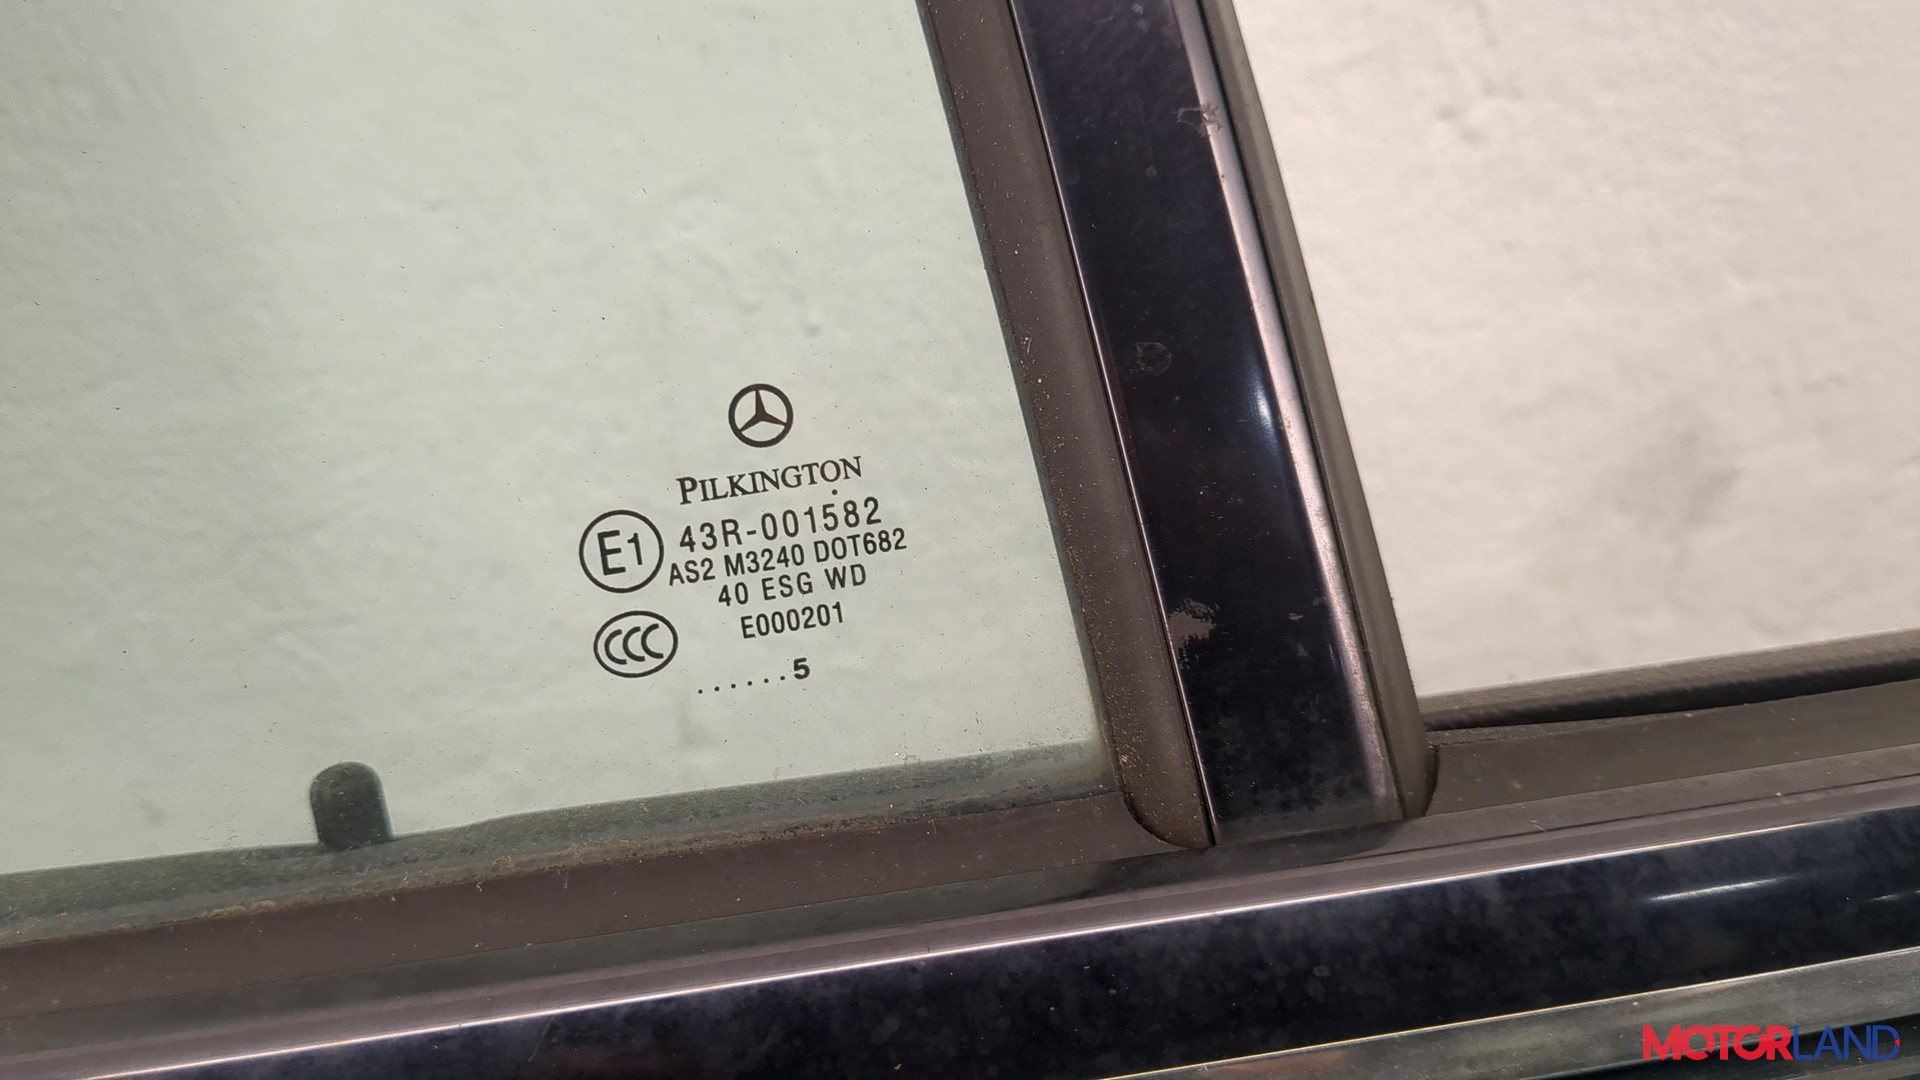 PILKINGTON
E1 43R-001582
AS2 M3240 DOT682
40 ESG WD
E000201
CCC
......5
MOTORLAND